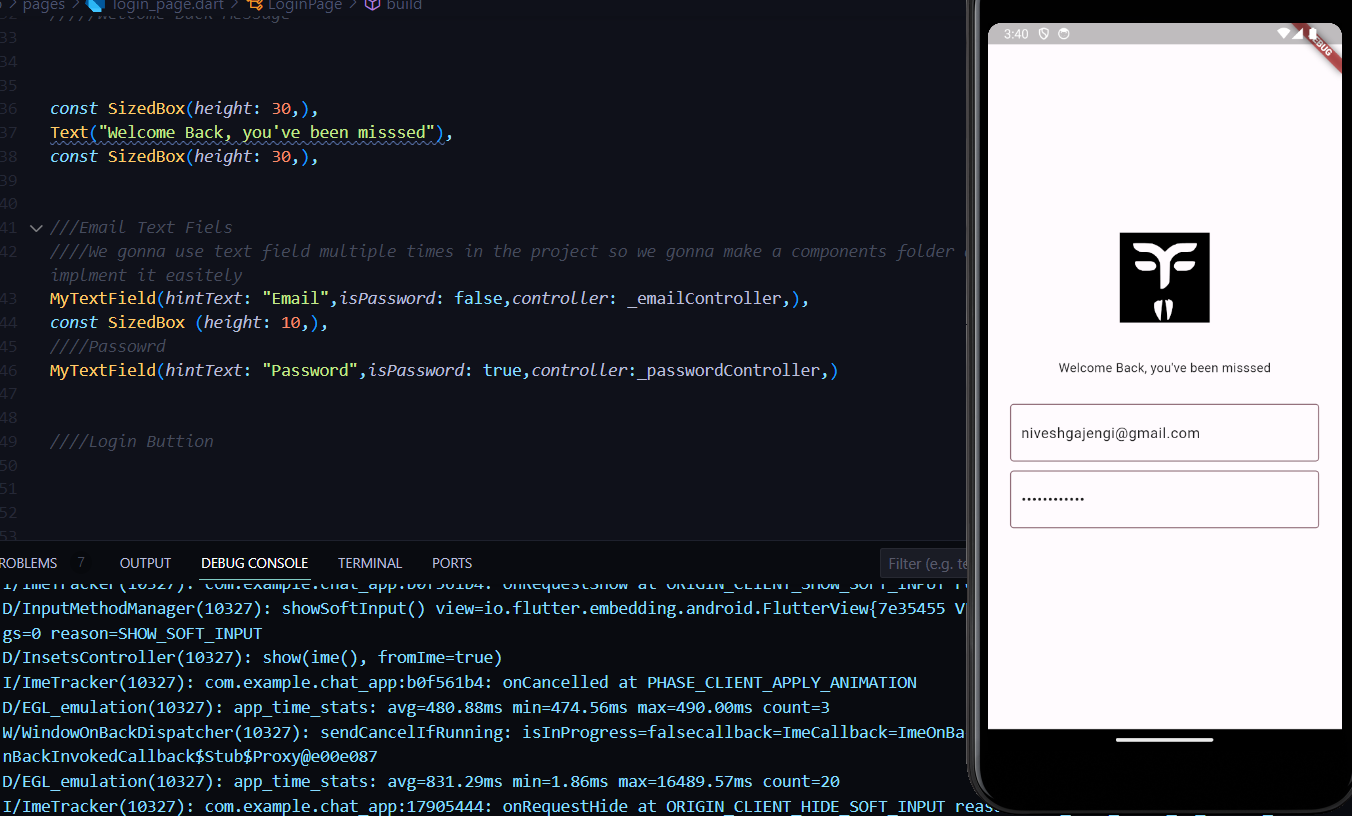 pages > login_page.dart > LoginPage > build
/////Welcome Back Message
33
34
35
36 const SizedBox(height: 30,),
37 Text("Welcome Back, you've been misssed"),
38 const SizedBox(height: 30,),
39
40
41 ///Email Text Fiels
42 ////We gonna use text field multiple times in the project so we gonna make a components folder
implment it easitely
43 MyTextField(hintText: "Email",isPassword: false,controller: _emailController,),
44 const SizedBox (height: 10,),
45 ////Passowrd
46 MyTextField(hintText: "Password",isPassword: true,controller:_passwordController,)
47
48
49 ////Login Buttion
50
51
52
53
ROBLEMS 7 OUTPUT DEBUG CONSOLE TERMINAL PORTS Filter (e.g. te
I/ImeTracker(10327): com.example.chat_app:b0f561b4: onRequestShow at ORIGIN_CLIENT_SHOW_SOFT_INPUT
D/InputMethodManager(10327): showSoftInput() view=io.flutter.embedding.android.FlutterView{7e35455
gs=0 reason=SHOW_SOFT_INPUT
D/InsetsController(10327): show(ime(), fromIme=true)
I/ImeTracker(10327): com.example.chat_app:b0f561b4: onCancelled at PHASE_CLIENT_APPLY_ANIMATION
D/EGL_emulation(10327): app_time_stats: avg=480.88ms min=474.56ms max=490.00ms count=3
W/WindowOnBackDispatcher(10327): sendCancelIfRunning: isInProgress=falsecallback=ImeCallback=ImeOnBa
nBackInvokedCallback$Stub$Proxy@e00e087
D/EGL_emulation(10327): app_time_stats: avg=831.29ms min=1.86ms max=16489.57ms count=20
I/ImeTracker(10327): com.example.chat_app:17905444: onRequestHide at ORIGIN_CLIENT_HIDE_SOFT_INPUT reas
3:40
DEBUG
Welcome Back, you've been misssed
niveshgajengi@gmail.com
••••••••••••